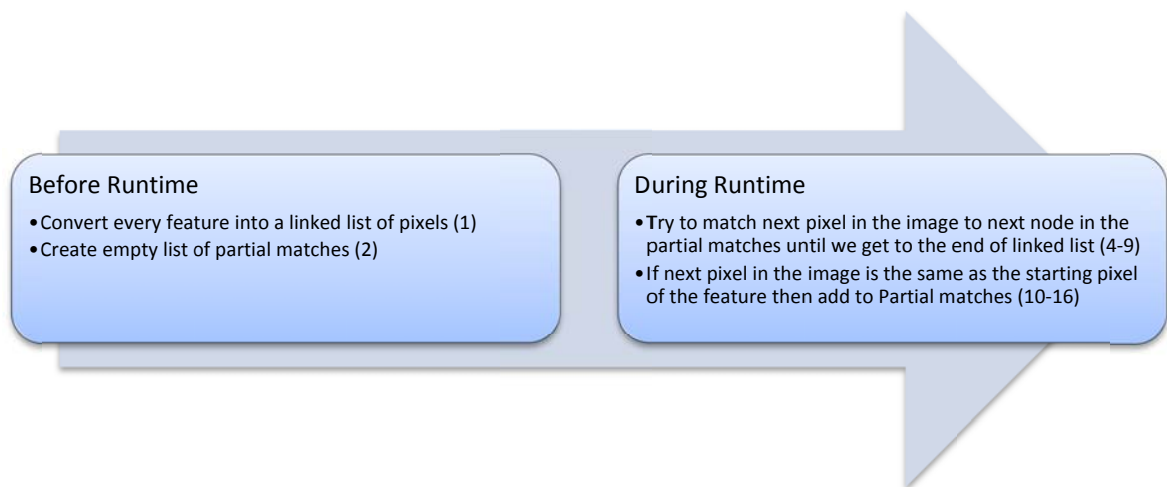 Before Runtime
•Convert every feature into a linked list of pixels (1)
•Create empty list of partial matches (2)
During Runtime
•Try to match next pixel in the image to next node in the
partial matches until we get to the end of linked list (4-9)
•If next pixel in the image is the same as the starting pixel
of the feature then add to Partial matches (10-16)